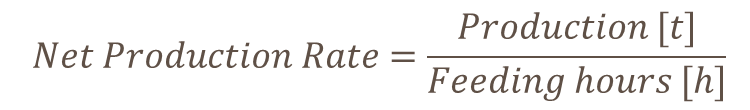 Net Production Rate = Production [t] / Feeding hours [h]